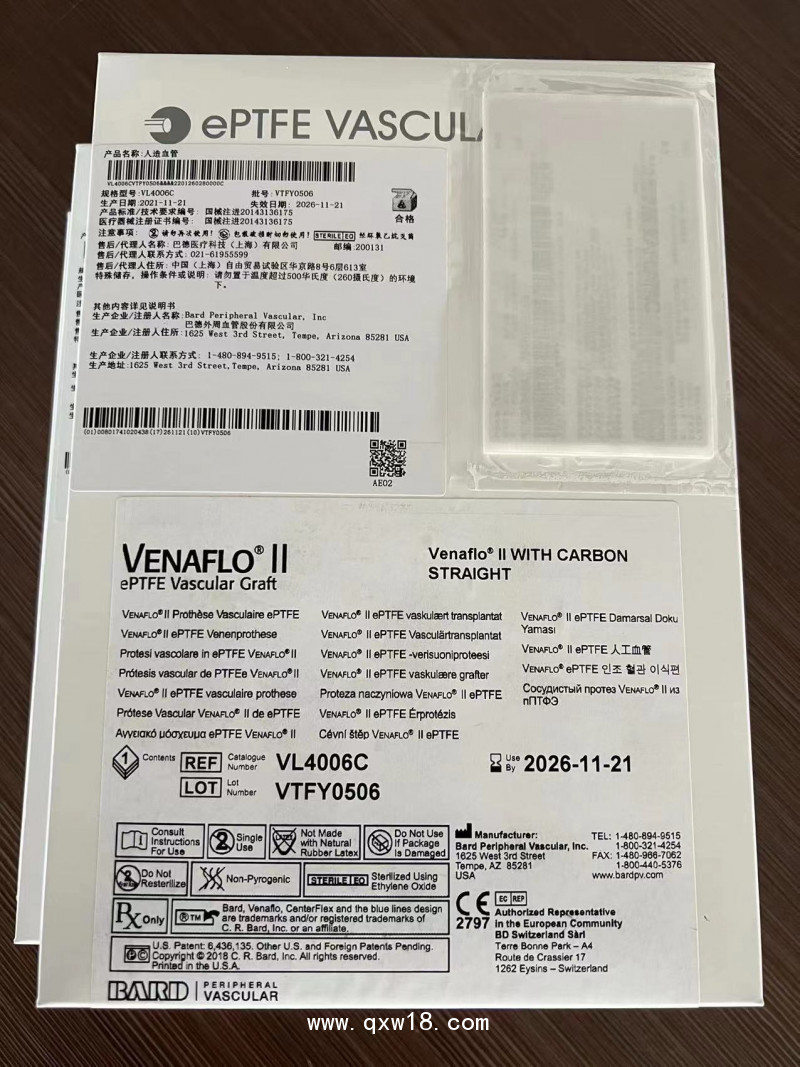 ePTFE VASCUL
产品名称：人造血管
VL4006CVTFY0506AAAA2201260280000C
规格型号：VL4006C 批号：VTFY0506
生产日期：2021-11-21 失效日期：2026-11-21
产品标准/技术要求编号：国械注进20143136175
医疗器械注册证书编号：国械注进20143136175
合格
注意事项： 请勿再次使用！ 包装破损时切勿使用！ STERILE EO 经环氧乙烷灭菌
售后/代理人名称：巴德医疗科技（上海）有限公司 邮编：200131
售后/代理人联系方式：021-61955599
售后/代理人住所：中国（上海）自由贸易试验区华京路8号6层613室
特殊储存，操作条件或说明：请勿置于温度超过500华氏度（260摄氏度）的环境
下。
其他内容详见说明书
生产企业/注册人名称：Bard Peripheral Vascular, Inc
巴德外周血管股份有限公司
生产企业/注册人住所：1625 West 3rd Street, Tempe, Arizona 85281 USA
生产企业/注册人联系方式：1-480-894-9515；1-800-321-4254
生产地址：1625 West 3rd Street,Tempe, Arizona 85281 USA
(01)00801741020438(17)261121(10)VTFY0506
AE02
VENAFLO® II
ePTFE Vascular Graft
Venaflo® II WITH CARBON
STRAIGHT
VENAFLO® II Prothèse Vasculaire ePTFE
VENAFLO® II ePTFE Venenprothese
Protesi vascolare in ePTFE VENAFLO® II
Prótesis vascular de PTFEe VENAFLO® II
VENAFLO® II ePTFE vasculaire prothese
Prótese Vascular VENAFLO® II de ePTFE
Αγγειακό μόσχευμα ePTFE VENAFLO® II
VENAFLO® II ePTFE vaskulært transplantat
VENAFLO® II ePTFE Vasculärtransplantat
VENAFLO® II ePTFE -verisuoniproteesi
VENAFLO® II ePTFE vaskulære grafter
Proteza naczyniowa VENAFLO® II ePTFE
VENAFLO® II ePTFE Érprotézis
Cévní štěp VENAFLO® II ePTFE
VENAFLO® II ePTFE Damarsal Doku
Yaması
VENAFLO® II ePTFE 人工血管
VENAFLO® ePTFE 인조 혈관 이식편
Сосудистый протез VENAFLO® II из
пПТФЭ
1 Contents REF Catalogue Number VL4006C
Use By 2026-11-21
LOT Lot Number VTFY0506
Consult Instructions For Use
2 Single Use
LATEX Not Made with Natural Rubber Latex
Do Not Use If Package is Damaged
Do Not Resterilize
Non-Pyrogenic
STERILE EO Sterilized Using Ethylene Oxide
Rx Only
® TM Bard, Venaflo, CenterFlex and the blue lines design
are trademarks and/or registered trademarks of
C. R. Bard, Inc. or an affiliate.
P © U.S. Patent: 6,436,135. Other U.S. and Foreign Patents Pending.
Copyright © 2018 C. R. Bard, Inc. All rights reserved.
Printed in the U.S.A.
Manufacturer:
Bard Peripheral Vascular, Inc.
1625 West 3rd Street
Tempe, AZ 85281
USA
TEL: 1-480-894-9515
1-800-321-4254
FAX: 1-480-966-7062
1-800-440-5376
www.bardpv.com
CE 2797
EC REP
Authorized Representative
in the European Community
BD Switzerland Sàrl
Terre Bonne Park – A4
Route de Crassier 17
1262 Eysins – Switzerland
BARD PERIPHERAL
VASCULAR
www.qxw18.com